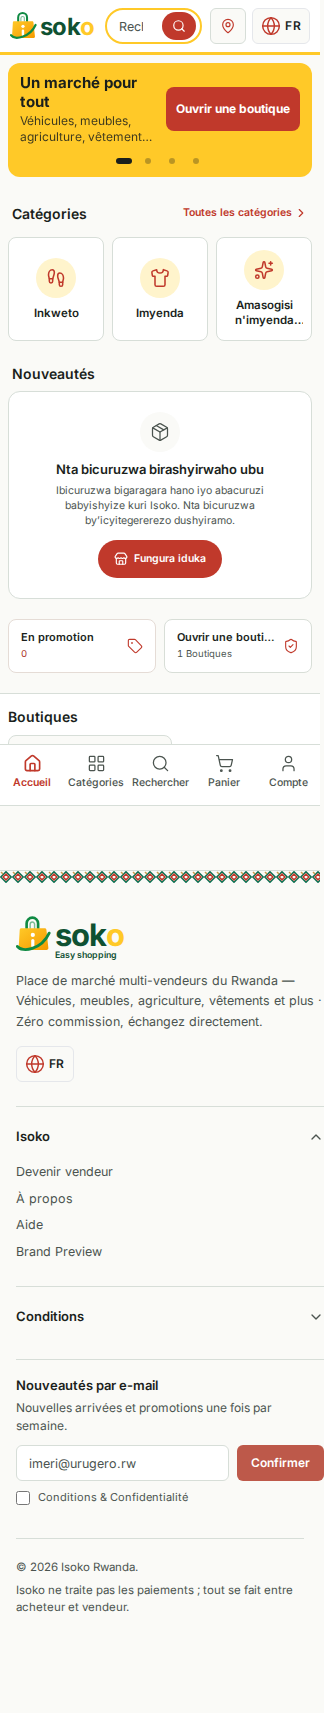 isoko
Recl
FR
Un marché pour
tout
Véhicules, meubles,
agriculture, vêtement...
Ouvrir une boutique
Catégories
Toutes les catégories
Inkweto
Imyenda
Amasogisi
n'imyenda...
Nouveautés
Nta bicuruzwa birashyirwaho ubu
Ibicuruzwa bigaragara hano iyo abacuruzi
babyishyize kuri Isoko. Nta bicuruzwa
by'icyitegererezo dushyiramo.
Fungura iduka
En promotion
0
Ouvrir une bouti...
1 Boutiques
Boutiques
Accueil
Catégories
Rechercher
Panier
Compte
isoko
Easy shopping
Place de marché multi-vendeurs du Rwanda —
Véhicules, meubles, agriculture, vêtements et plus ·
Zéro commission, échangez directement.
FR
Isoko
Devenir vendeur
À propos
Aide
Brand Preview
Conditions
Nouveautés par e-mail
Nouvelles arrivées et promotions une fois par
semaine.
imeri@urugero.rw
Confirmer
Conditions & Confidentialité
© 2026 Isoko Rwanda.
Isoko ne traite pas les paiements ; tout se fait entre
acheteur et vendeur.